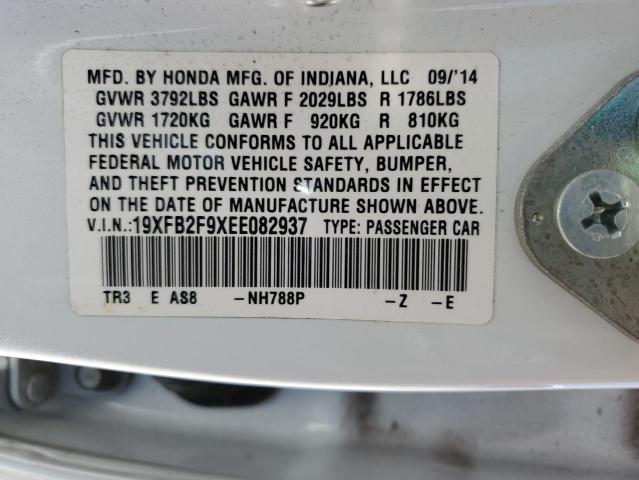 MFD. BY HONDA MFG. OF INDIANA, LLC 09/'14
GVWR 3792LBS GAWR F 2029LBS R 1786LBS
GVWR 1720KG GAWR F 920KG R 810KG
THIS VEHICLE CONFORMS TO ALL APPLICABLE
FEDERAL MOTOR VEHICLE SAFETY, BUMPER,
AND THEFT PREVENTION STANDARDS IN EFFECT
ON THE DATE OF MANUFACTURE SHOWN ABOVE.
V.I.N.:19XFB2F9XEE082937 TYPE: PASSENGER CAR
TR3 E AS8 –NH788P –Z –E